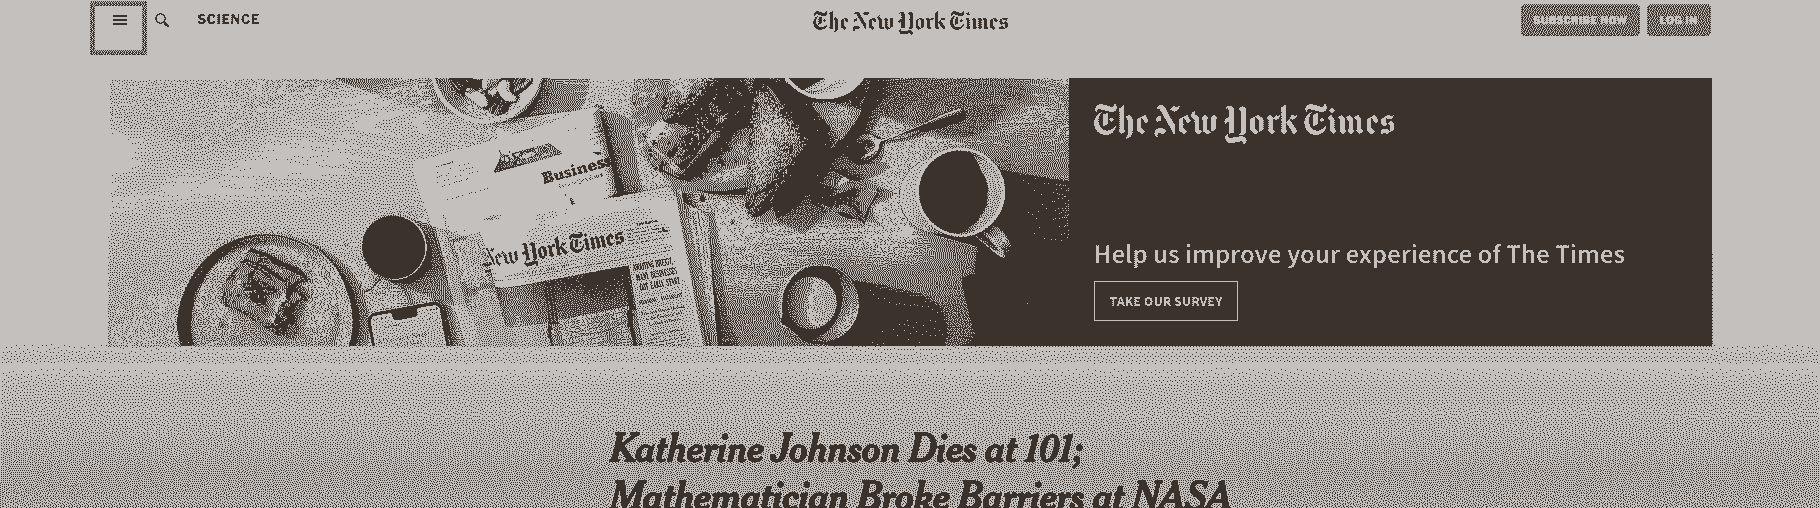 SCIENCE
The New York Times
SUBSCRIBE NOW
LOG IN
The New York Times
Business
New York Times
Help us improve your experience of The Times
TAKE OUR SURVEY
Katherine Johnson Dies at 101;
Mathematician Broke Barriers at NASA